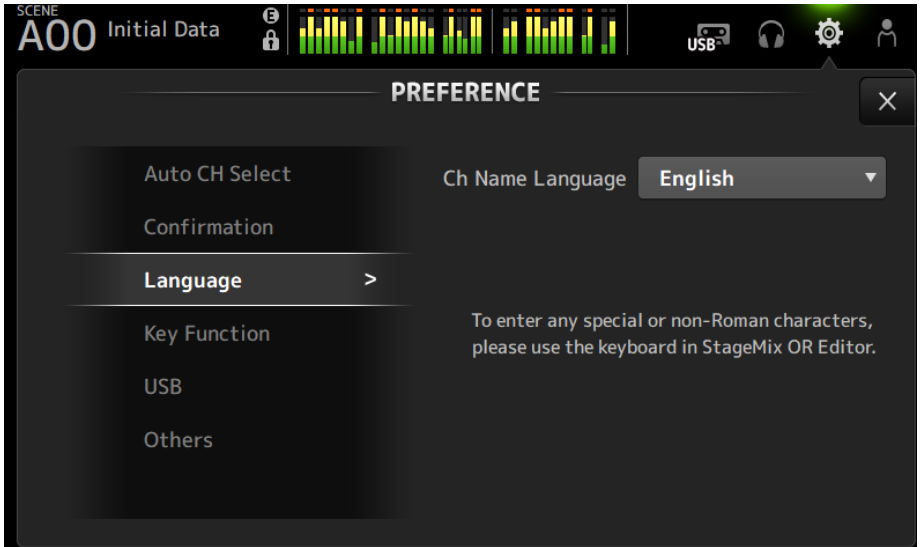 SCENE
A00 Initial Data
E
USB
PREFERENCE
Auto CH Select
Confirmation
Language >
Key Function
USB
Others
Ch Name Language English
To enter any special or non-Roman characters,
please use the keyboard in StageMix OR Editor.